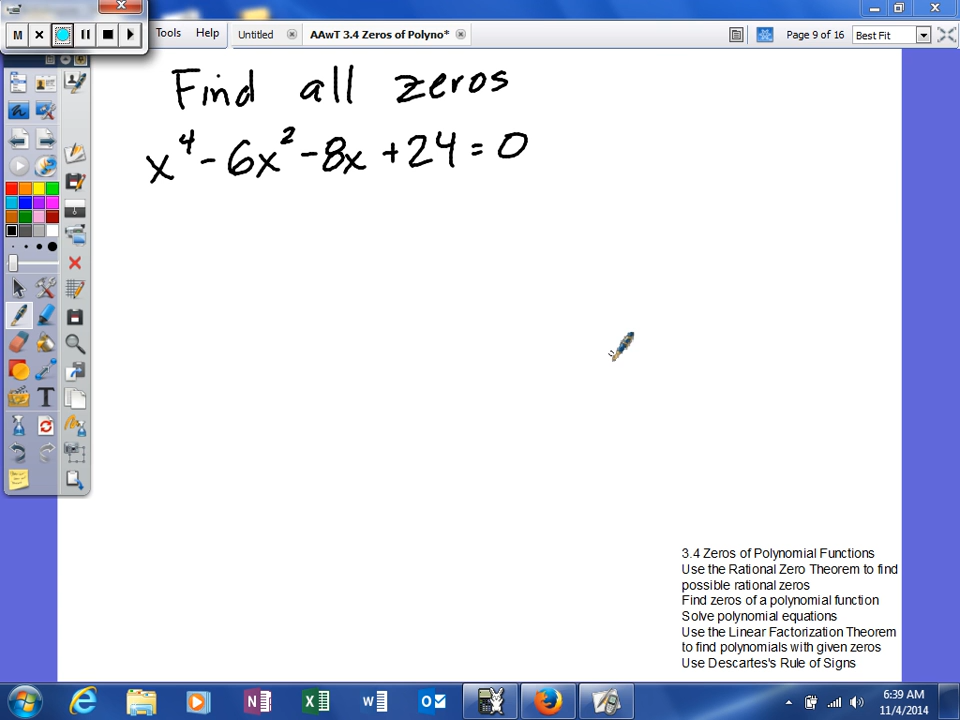 M
Tools Help Untitled AAwT 3.4 Zeros of Polyno* Page 9 of 16 Best Fit
Find all zeros
x⁴ - 6x² - 8x + 24 = 0
3.4 Zeros of Polynomial Functions
Use the Rational Zero Theorem to find
possible rational zeros
Find zeros of a polynomial function
Solve polynomial equations
Use the Linear Factorization Theorem
to find polynomials with given zeros
Use Descartes's Rule of Signs
6:39 AM
11/4/2014